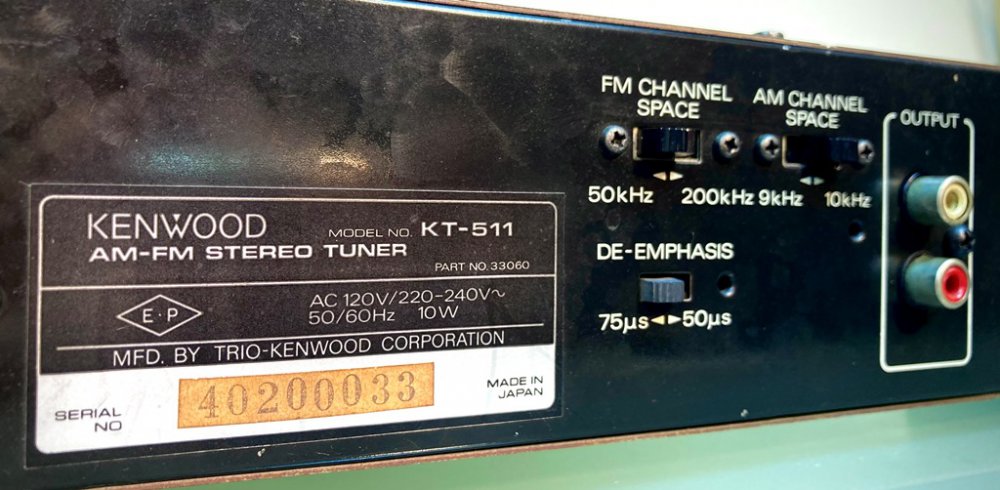 FM CHANNEL
SPACE
50kHz 200kHz
AM CHANNEL
SPACE
9kHz 10kHz
OUTPUT
DE-EMPHASIS
75μs 50μs
KENWOOD MODEL NO. KT-511
AM-FM STEREO TUNER
PART NO. 33060
E·P
AC 120V/220-240V~
50/60Hz 10W
MFD. BY TRIO-KENWOOD CORPORATION
SERIAL
NO
40200033
MADE IN
JAPAN